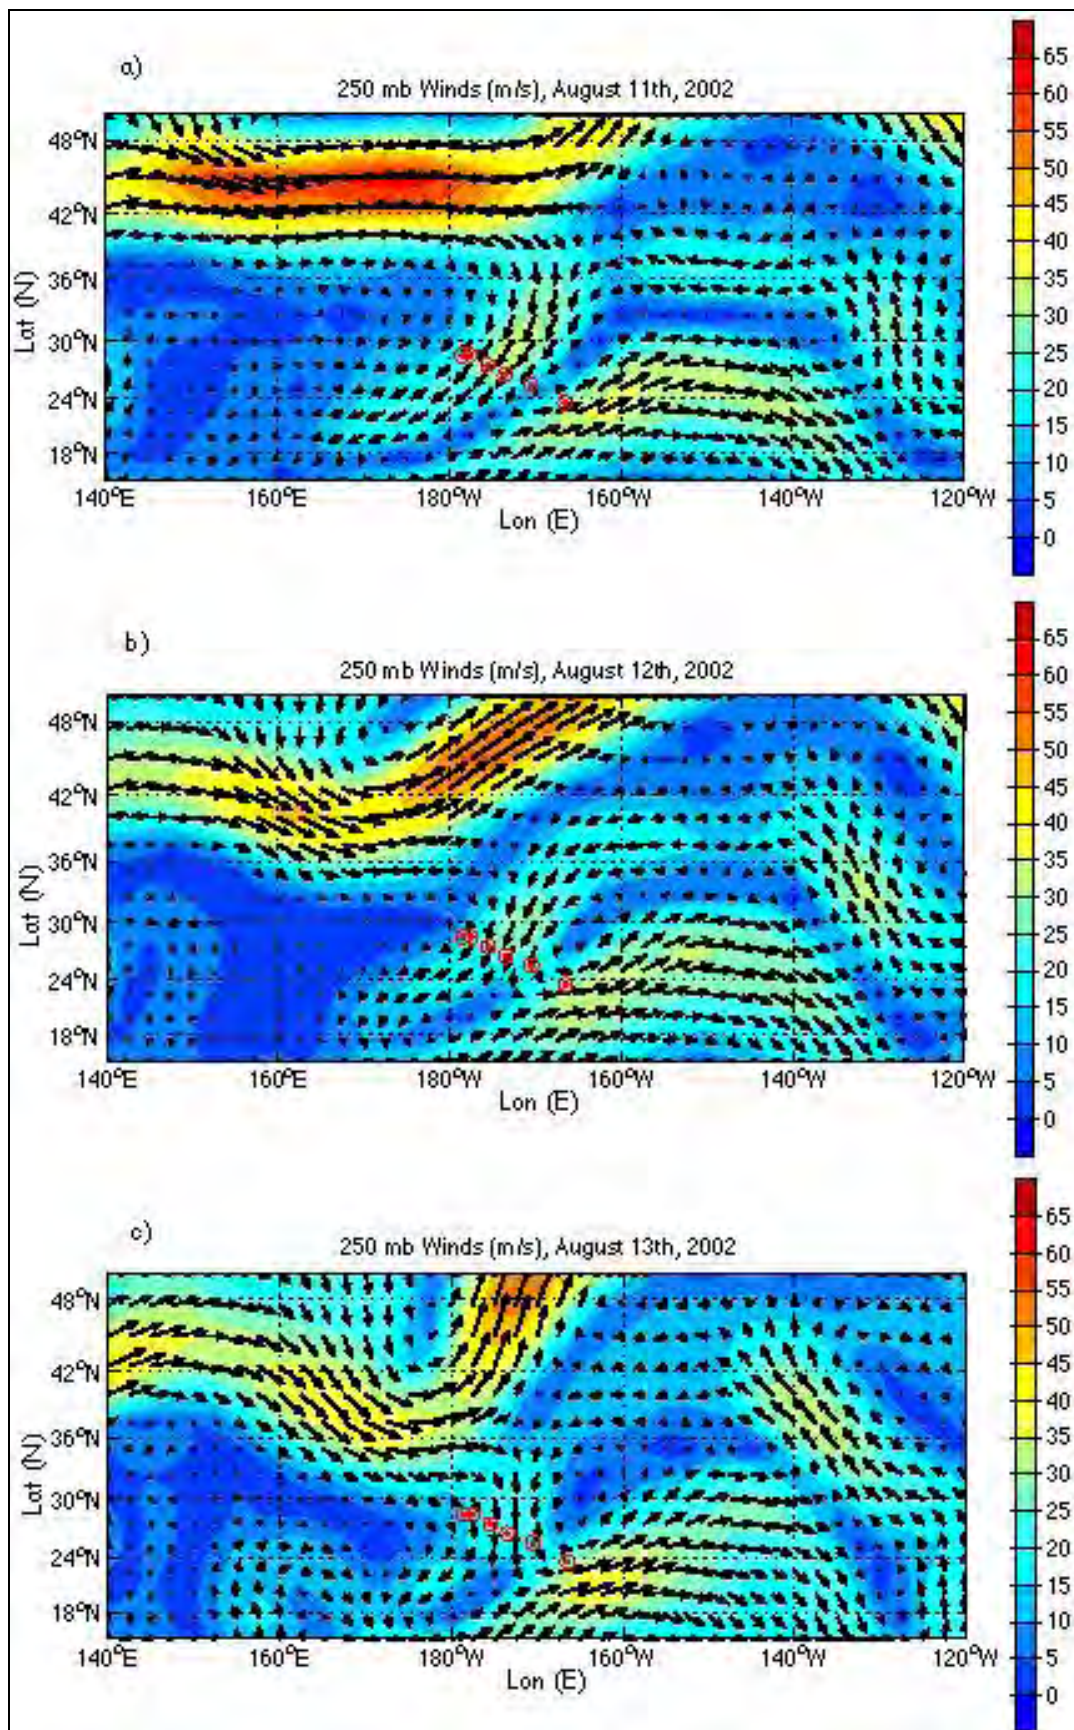 a)
250 mb Winds (m/s), August 11th, 2002
48°N
42°N
36°N
30°N
24°N
18°N
Lat (N)
140°E 160°E 180°W 160°W 140°W 120°W
Lon (E)
65
60
55
50
45
40
35
30
25
20
15
10
5
0
b)
250 mb Winds (m/s), August 12th, 2002
48°N
42°N
36°N
30°N
24°N
18°N
Lat (N)
140°E 160°E 180°W 160°W 140°W 120°W
Lon (E)
65
60
55
50
45
40
35
30
25
20
15
10
5
0
c)
250 mb Winds (m/s), August 13th, 2002
48°N
42°N
36°N
30°N
24°N
18°N
Lat (N)
140°E 160°E 180°W 160°W 140°W 120°W
Lon (E)
65
60
55
50
45
40
35
30
25
20
15
10
5
0